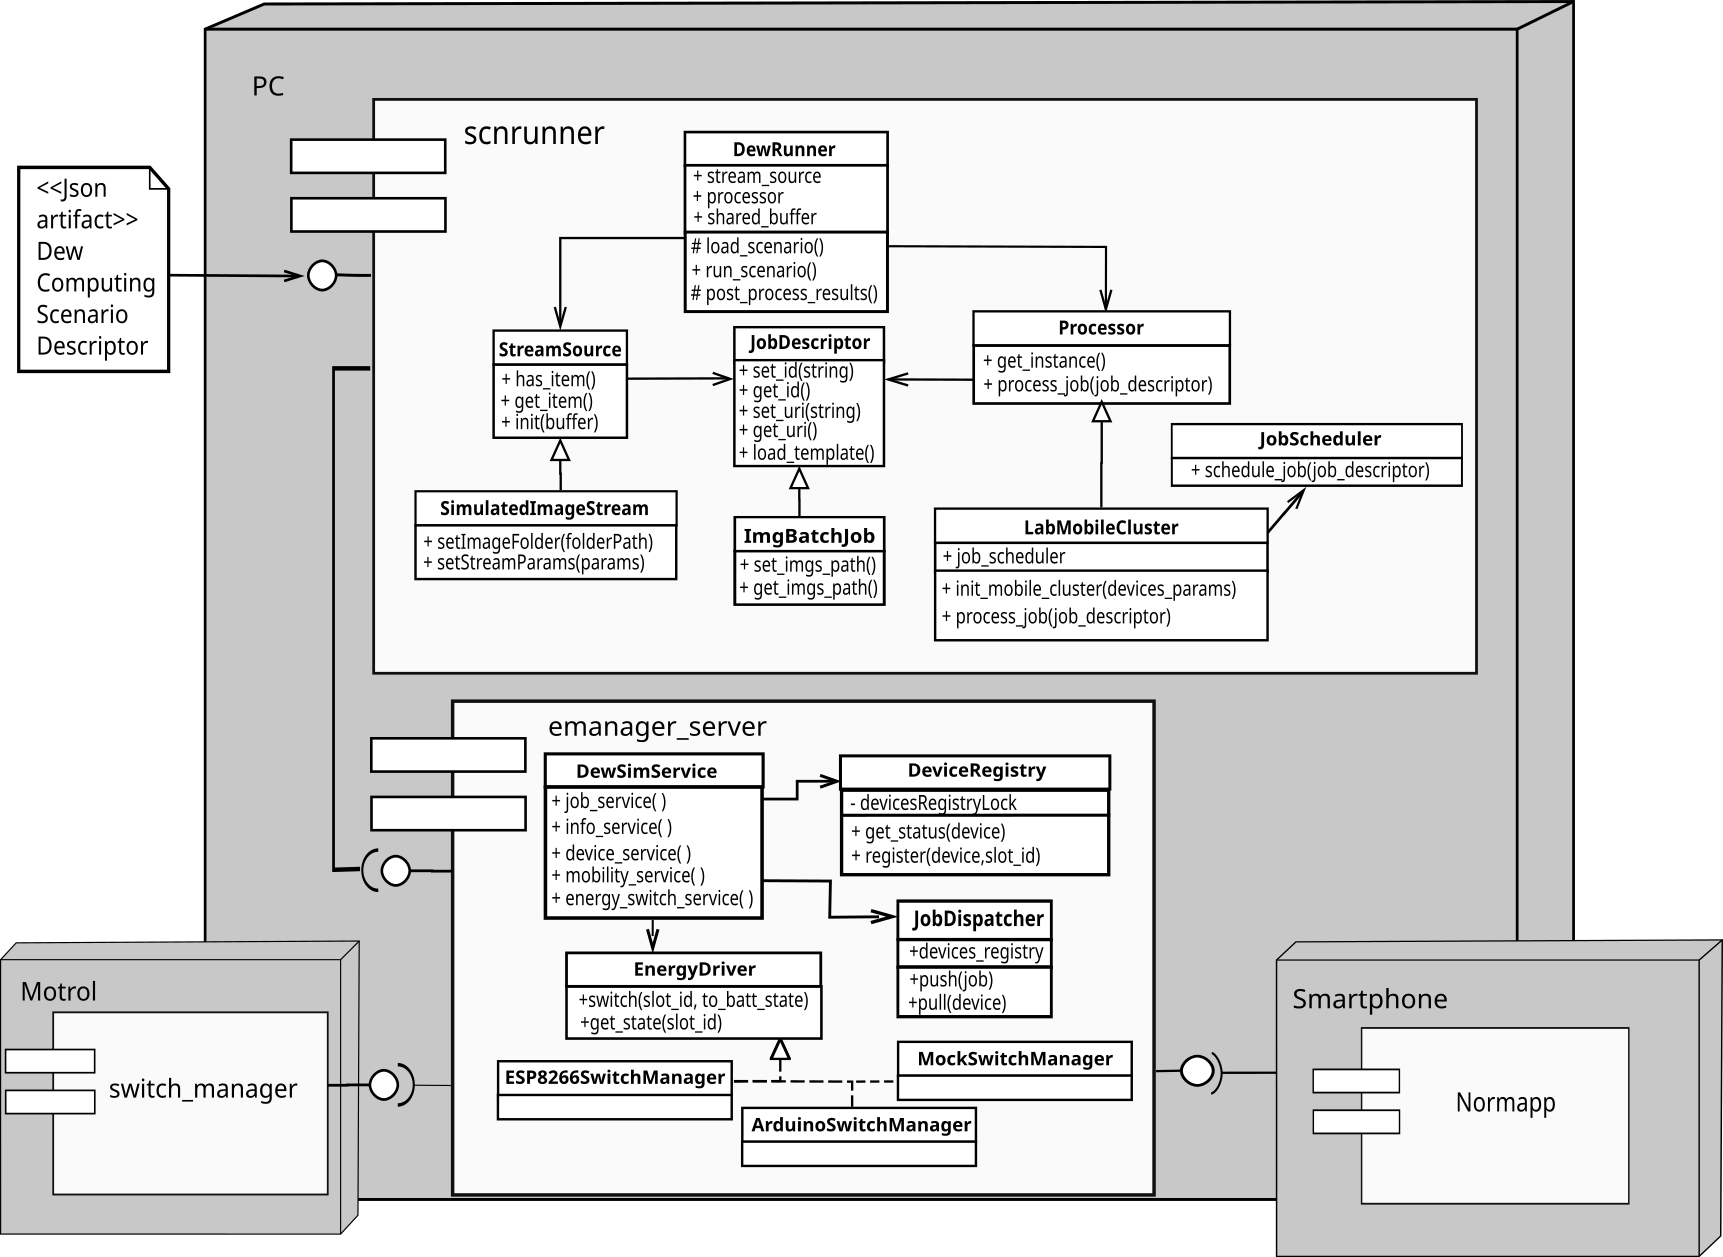 PC
scnrunner
<<Json
artifact>>
Dew
Computing
Scenario
Descriptor
DewRunner
+ stream_source
+ processor
+ shared_buffer
# load_scenario()
+ run_scenario()
# post_process_results()
StreamSource
+ has_item()
+ get_item()
+ init(buffer)
JobDescriptor
+ set_id(string)
+ get_id()
+ set_uri(string)
+ get_uri()
+ load_template()
Processor
+ get_instance()
+ process_job(job_descriptor)
JobScheduler
+ schedule_job(job_descriptor)
SimulatedImageStream
+ setImageFolder(folderPath)
+ setStreamParams(params)
ImgBatchJob
+ set_imgs_path()
+ get_imgs_path()
LabMobileCluster
+ job_scheduler
+ init_mobile_cluster(devices_params)
+ process_job(job_descriptor)
emanager_server
DewSimService
+ job_service( )
+ info_service( )
+ device_service( )
+ mobility_service( )
+ energy_switch_service( )
DeviceRegistry
- devicesRegistryLock
+ get_status(device)
+ register(device,slot_id)
JobDispatcher
+devices_registry
+push(job)
+pull(device)
EnergyDriver
+switch(slot_id, to_batt_state)
+get_state(slot_id)
ESP8266SwitchManager
MockSwitchManager
ArduinoSwitchManager
Motrol
switch_manager
Smartphone
Normapp